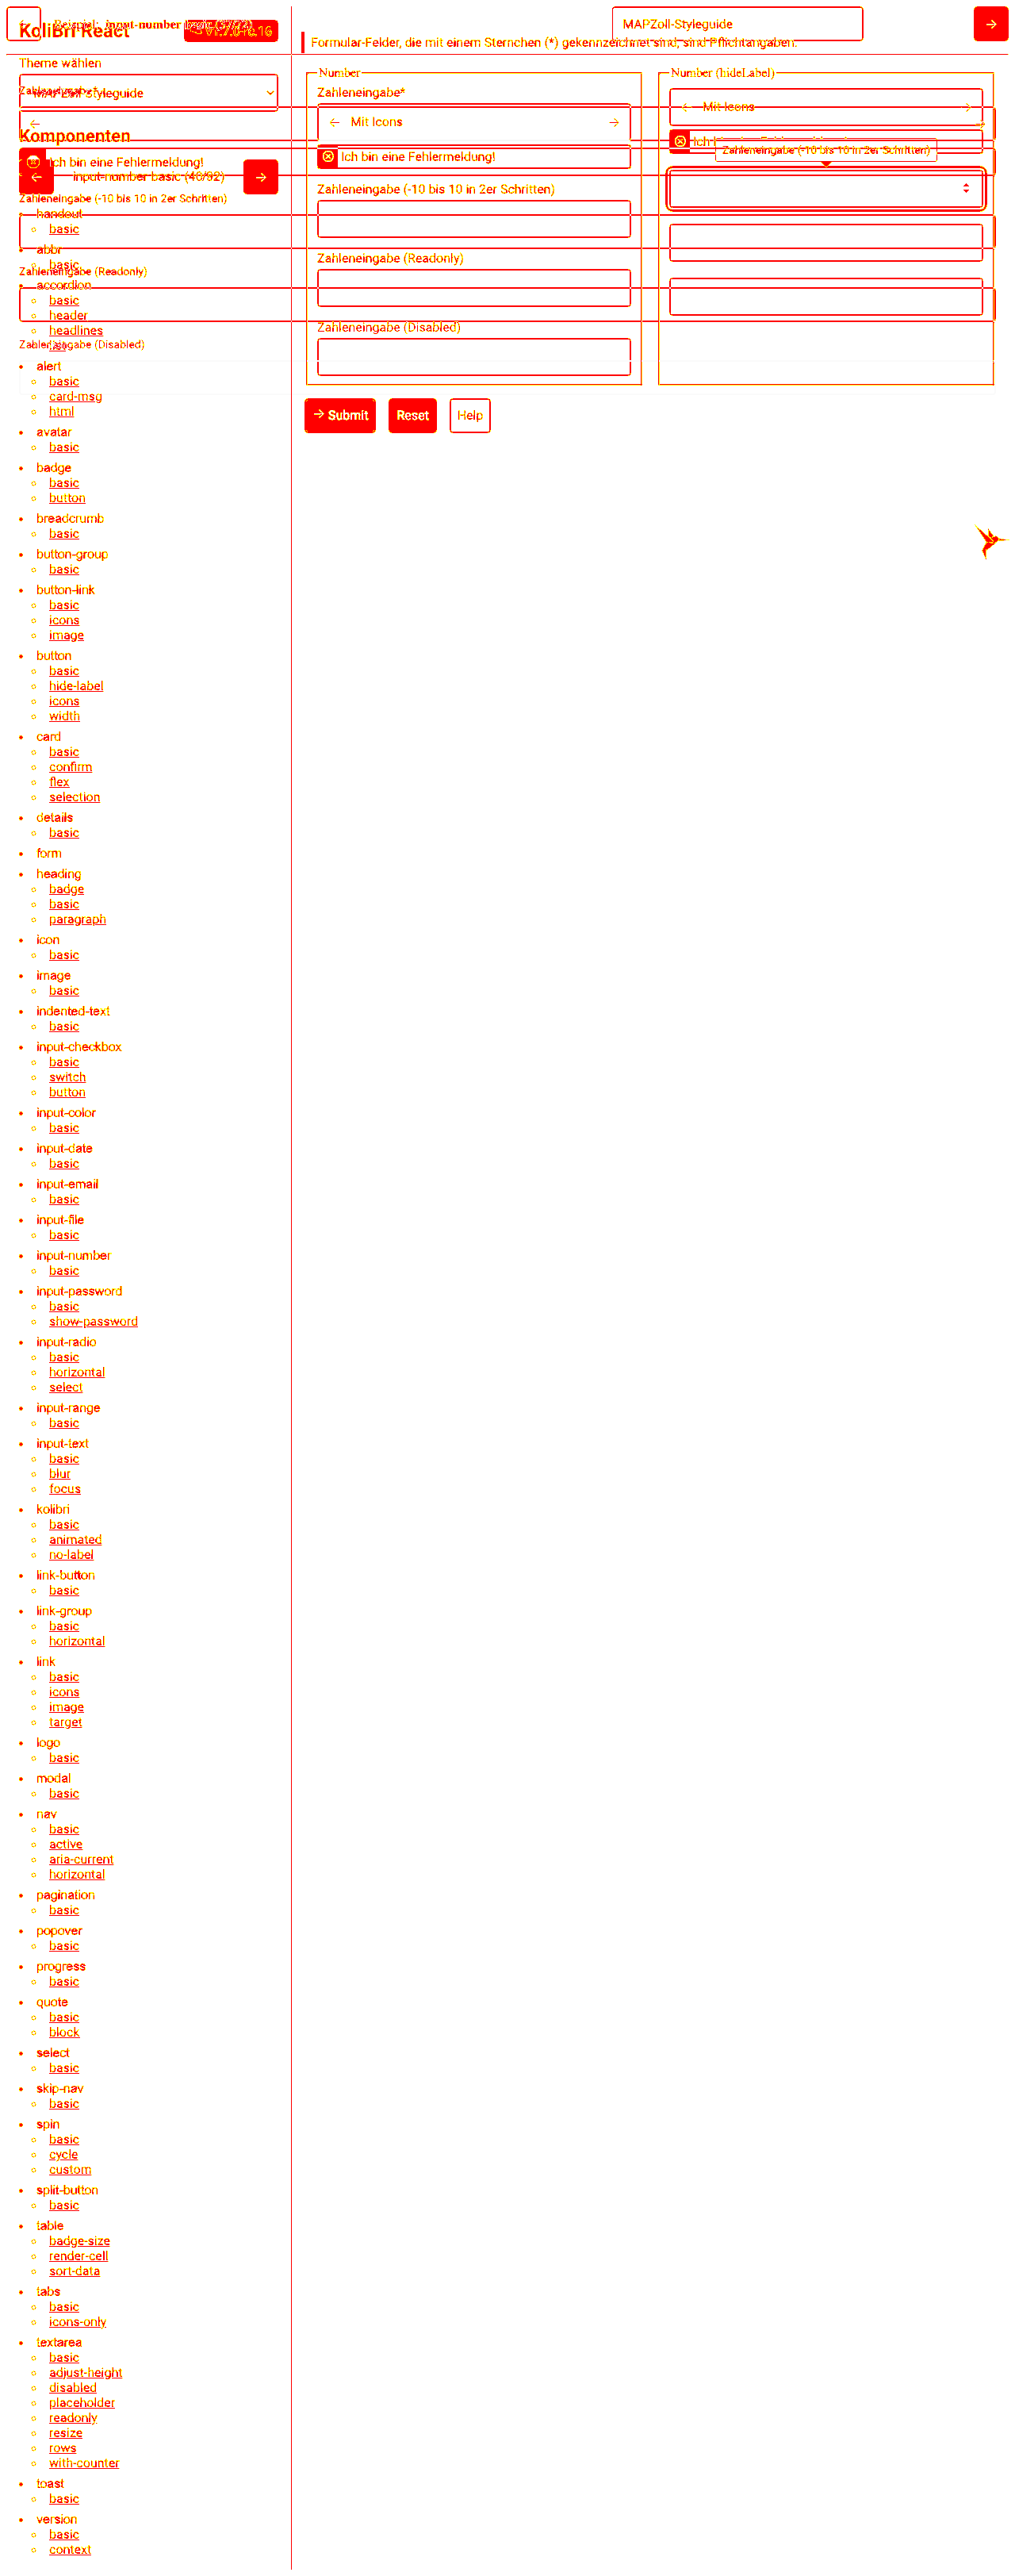 KoliBri React
Beispiel: input-number
MAPZoll-Styleguide
Formular-Felder, die mit einem Sternchen (*) gekennzeichnet sind, sind Pflichtangaben.
Theme wählen
MAPZoll-Styleguide
Komponenten
Ich bin eine Fehlermeldung!
input-number basic (40/92)
Zahleneingabe (-10 bis 10 in 2er Schritten)
Zahleneingabe (Readonly)
Zahleneingabe (Disabled)
handout
basic
abbr
basic
accordion
basic
header
headlines
alert
basic
card-msg
html
avatar
basic
badge
basic
button
breadcrumb
basic
button-group
basic
button-link
basic
icons
image
button
basic
hide-label
icons
width
card
basic
confirm
flex
selection
details
basic
form
heading
badge
basic
paragraph
icon
basic
image
basic
indented-text
basic
input-checkbox
basic
switch
button
input-color
basic
input-date
basic
input-email
basic
input-file
basic
input-number
basic
input-password
basic
show-password
input-radio
basic
horizontal
select
input-range
basic
input-text
basic
blur
focus
kolibri
basic
animated
no-label
link-button
basic
link-group
basic
horizontal
link
basic
icons
image
target
logo
basic
modal
basic
nav
basic
active
aria-current
horizontal
pagination
basic
popover
basic
progress
basic
quote
basic
block
select
basic
skip-nav
basic
spin
basic
cycle
custom
split-button
basic
table
badge-size
render-cell
sort-data
tabs
basic
icons-only
textarea
basic
adjust-height
disabled
placeholder
readonly
resize
rows
with-counter
toast
basic
version
basic
context
Number
Zahleneingabe*
Mit Icons
Ich bin eine Fehlermeldung!
Zahleneingabe (-10 bis 10 in 2er Schritten)
Zahleneingabe (Readonly)
Zahleneingabe (Disabled)
Number (hideLabel)
Mit Icons
Zahleneingabe (-10 bis 10 in 2er Schritten)
Submit
Reset
Help